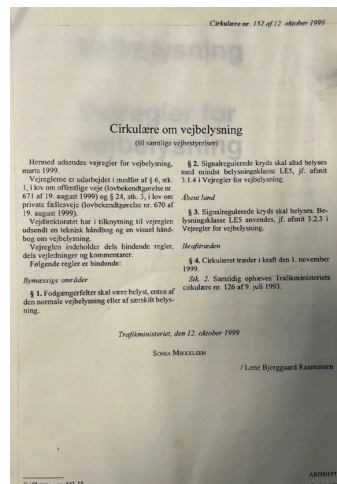 Cirkulære nr. 152 af 12. oktober 1999
Cirkulære om vejbelysning
(til samtlige vejbestyrelser)
Hermed udsendes vejregler for vejbelysning,
marts 1999.
Vejreglerne er udarbejdet i medfør af § 6, stk.
1, i lov om offentlige veje (lovbekendtgørelse nr.
671 af 19. august 1999) og § 24, stk. 3, i lov om
private fællesveje (lovbekendtgørelse nr. 670 af
19. august 1999).
Vejdirektoratet har i tilknytning til vejreglen
udsendt en teknisk håndbog og en visuel hånd-
bog om vejbelysning.
Vejreglen indeholder dels bindende regler,
dels vejledninger og kommentarer.
Følgende regler er bindende:
Bymæssige områder
§ 1. Fodgængerfelter skal være belyst, enten af
den normale vejbelysning eller af særskilt belys-
ning.
§ 2. Signalregulerede kryds skal altid belyses
med mindst belysningsklasse LE5, jf. afsnit
3.1.4 i Vejregler for vejbelysning.
Åbent land
§ 3. Signalregulerede kryds skal belyses. Be-
lysningsklasse LE5 anvendes, jf. afsnit 3.2.3 i
Vejregler for vejbelysning.
Ikrafttræden
§ 4. Cirkulæret træder i kraft den 1. november
1999.
Stk. 2. Samtidig ophæves Trafikministeriets
cirkulære nr. 126 af 9. juli 1993.
Trafikministeriet, den 12. oktober 1999
SONJA MIKKELSEN
/ Lene Bjerggaard Rasmussen
AR000197